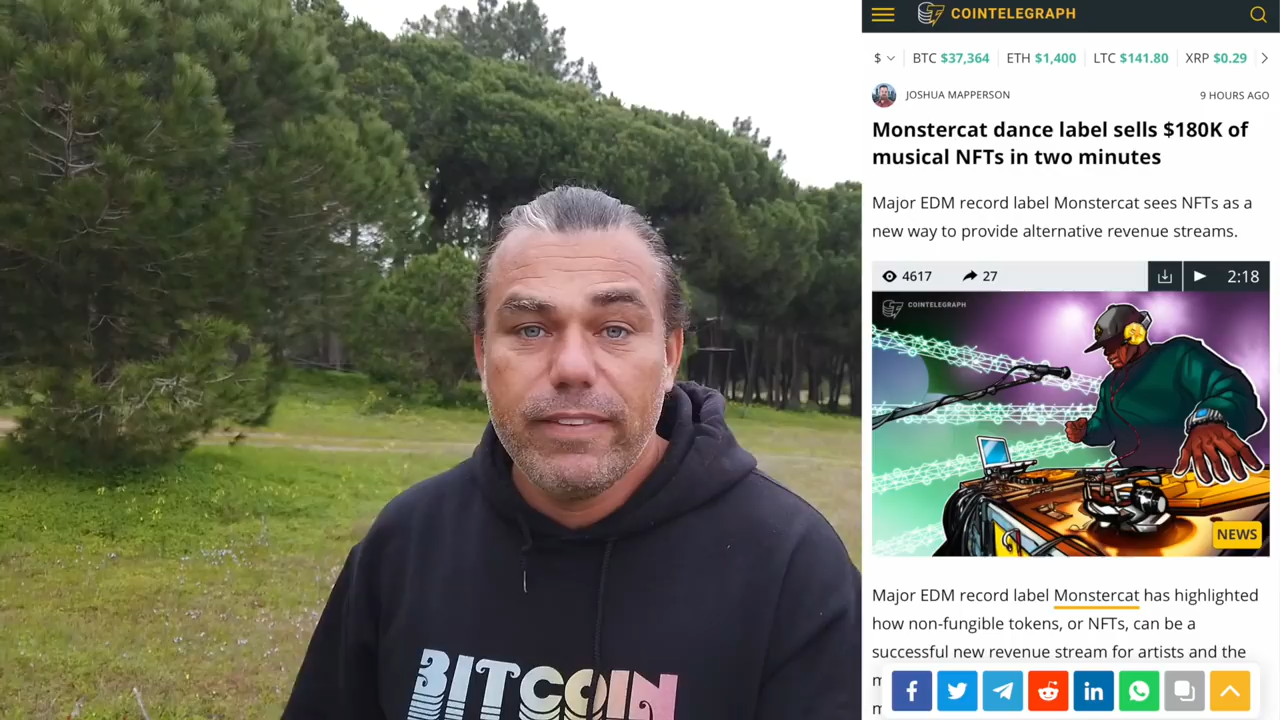 BITCOIN
COINTELEGRAPH
$ BTC $37,364 ETH $1,400 LTC $141.80 XRP $0.29
JOSHUA MAPPERSON 9 HOURS AGO
Monstercat dance label sells $180K of
musical NFTs in two minutes
Major EDM record label Monstercat sees NFTs as a
new way to provide alternative revenue streams.
4617 27 2:18
COINTELEGRAPH
NEWS
Major EDM record label Monstercat has highlighted
how non-fungible tokens, or NFTs, can be a
successful new revenue stream for artists and the